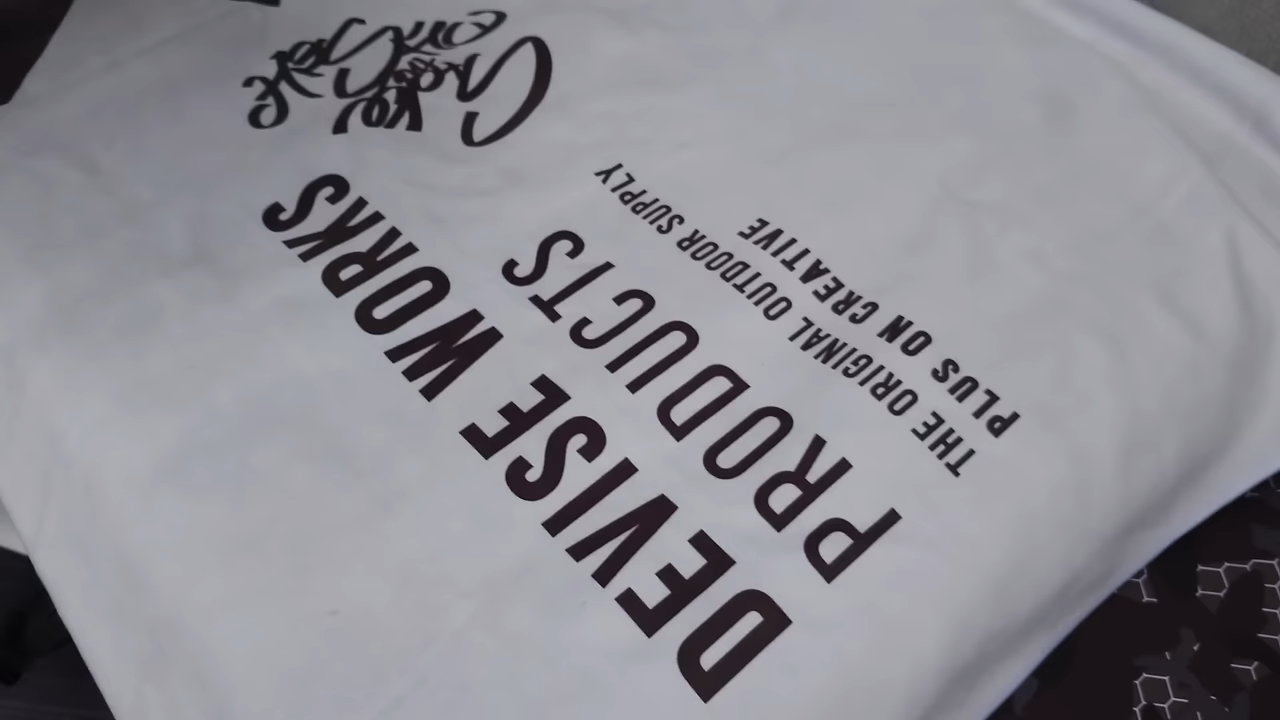 DEVISE WORKS
PRODUCTS
THE ORIGINAL OUTDOOR SUPPLY
PLUS ON CREATIVE